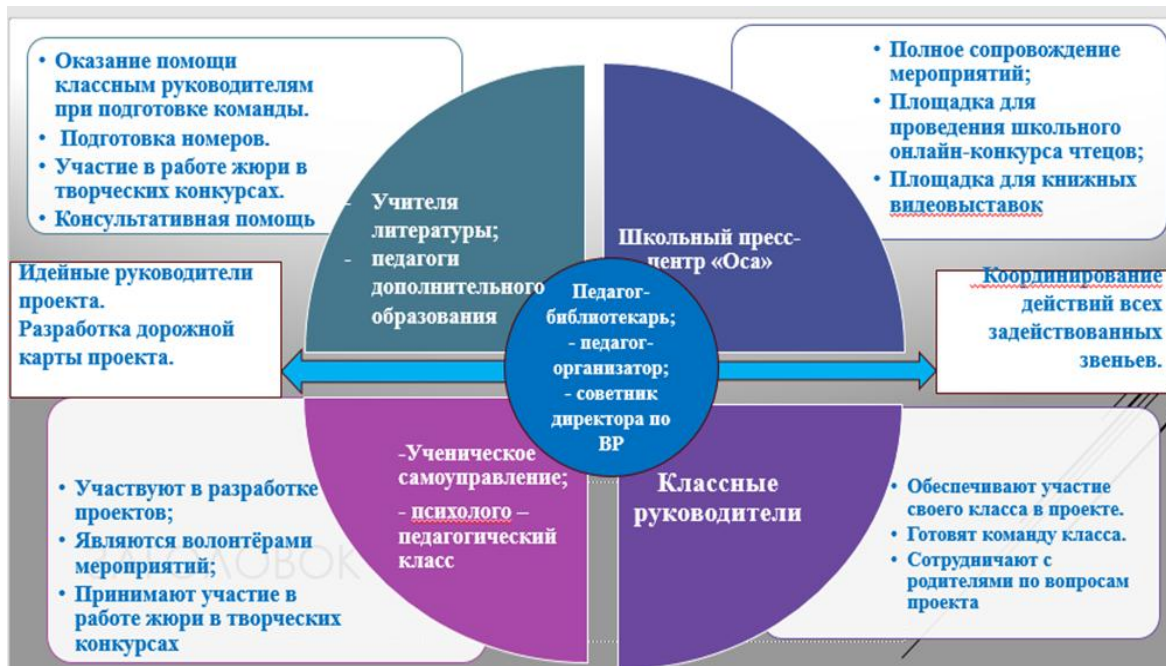 • Оказание помощи
классным руководителям
при подготовке команды.
• Подготовка номеров.
• Участие в работе жюри в
творческих конкурсах.
• Консультативная помощь
• Полное сопровождение
мероприятий;
• Площадка для
проведения школьного
онлайн-конкурса чтецов;
• Площадка для книжных
видеовыставок
- Учителя
литературы;
- педагоги
дополнительного
образования
Школьный пресс-
центр «Оса»
Идейные руководители
проекта.
Разработка дорожной
карты проекта.
Педагог-
библиотекарь;
- педагог-
организатор;
- советник
директора по
ВР
Координирование
действий всех
задействованных
звеньев.
-Ученическое
самоуправление;
- психолого –
педагогический
класс
Классные
руководители
• Участвуют в разработке
проектов;
• Являются волонтёрами
мероприятий;
• Принимают участие в
работе жюри в творческих
конкурсах
ЗАГОЛОВОК
• Обеспечивают участие
своего класса в проекте.
• Готовят команду класса.
• Сотрудничают с
родителями по вопросам
проекта